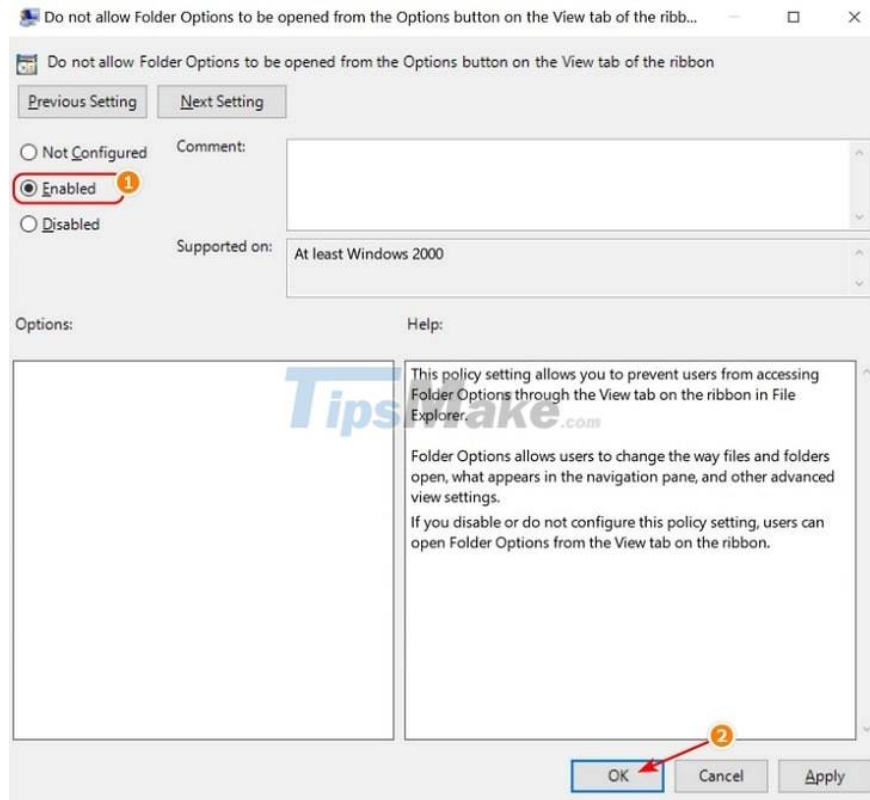 Do not allow Folder Options to be opened from the Options button on the View tab of the ribb...
Do not allow Folder Options to be opened from the Options button on the View tab of the ribbon
Previous Setting
Next Setting
Not Configured
Comment:
Enabled
1
Disabled
Supported on:
At least Windows 2000
Options:
Help:
This policy setting allows you to prevent users from accessing
Folder Options through the View tab on the ribbon in File
Explorer.
TipsMake.com
Folder Options allows users to change the way files and folders
open, what appears in the navigation pane, and other advanced
view settings.
If you disable or do not configure this policy setting, users can
open Folder Options from the View tab on the ribbon.
2
OK
Cancel
Apply